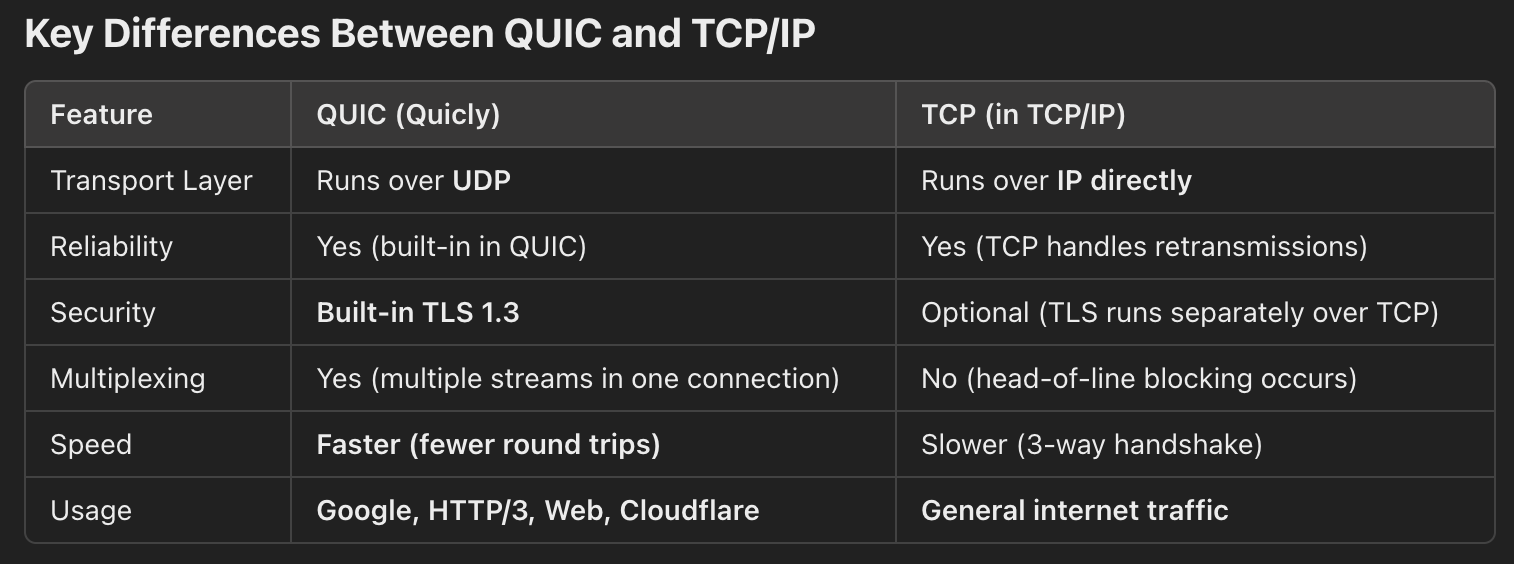 Key Differences Between QUIC and TCP/IP
Feature QUIC (Quicly) TCP (in TCP/IP)
Transport Layer Runs over UDP Runs over IP directly
Reliability Yes (built-in in QUIC) Yes (TCP handles retransmissions)
Security Built-in TLS 1.3 Optional (TLS runs separately over TCP)
Multiplexing Yes (multiple streams in one connection) No (head-of-line blocking occurs)
Speed Faster (fewer round trips) Slower (3-way handshake)
Usage Google, HTTP/3, Web, Cloudflare General internet traffic